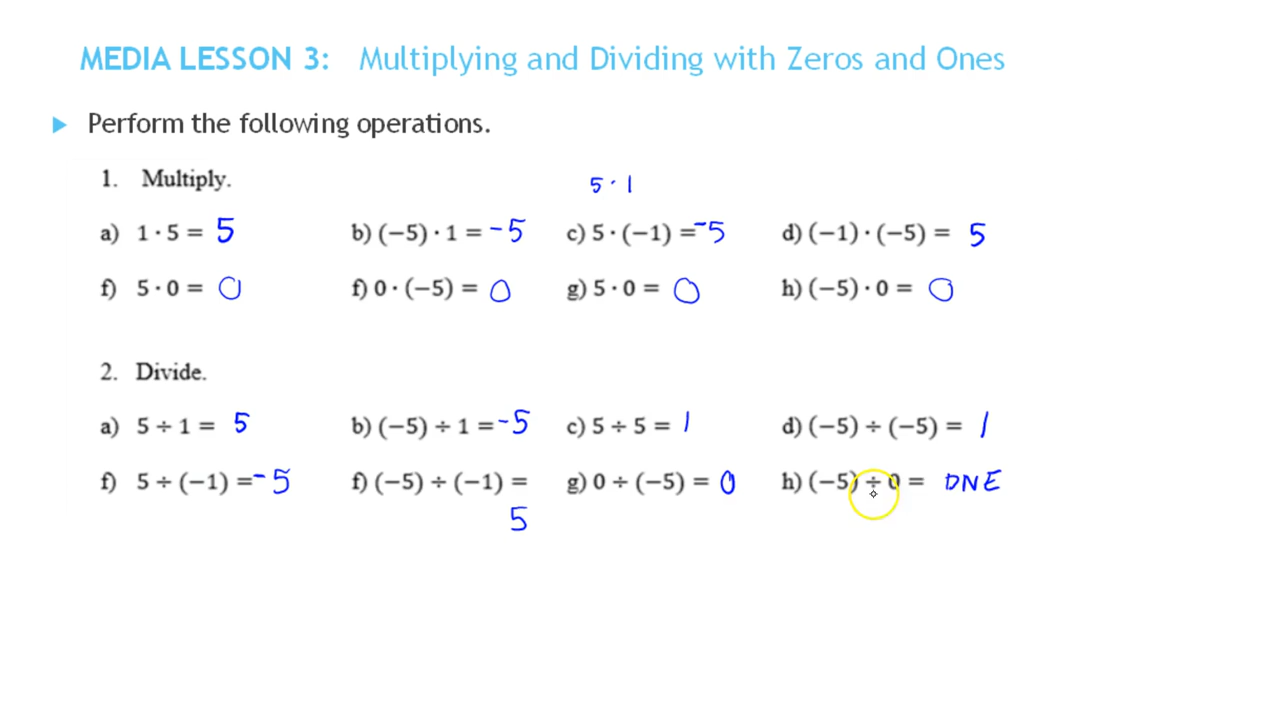 MEDIA LESSON 3: Multiplying and Dividing with Zeros and Ones
Perform the following operations.
1. Multiply.
5 · 1
a) 1 · 5 = 5 b) (−5) · 1 = -5 c) 5 · (−1) = -5 d) (−1) · (−5) = 5
f) 5 · 0 = 0 f) 0 · (−5) = 0 g) 5 · 0 = 0 h) (−5) · 0 = 0
2. Divide.
a) 5 ÷ 1 = 5 b) (−5) ÷ 1 = -5 c) 5 ÷ 5 = 1 d) (−5) ÷ (−5) = 1
f) 5 ÷ (−1) = -5 f) (−5) ÷ (−1) = g) 0 ÷ (−5) = 0 h) (−5) ÷ 0 = DNE
5